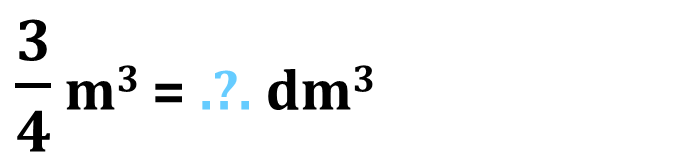 3/4 m³ = .?. dm³